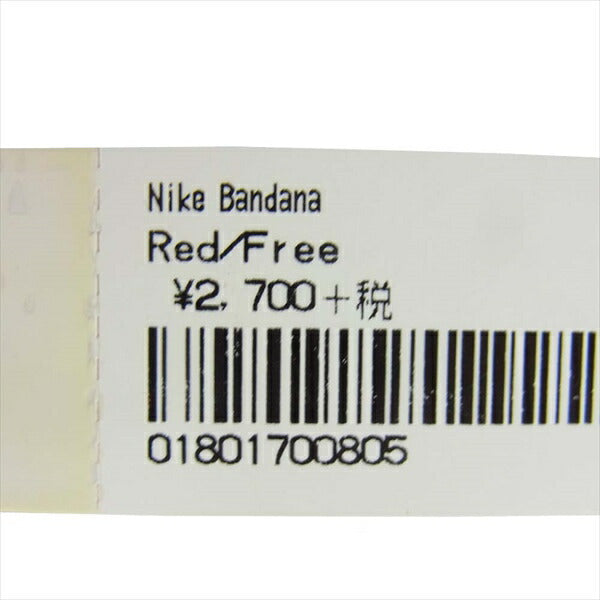 Nike Bandana
Red/Free
¥2,700+税
01801700805